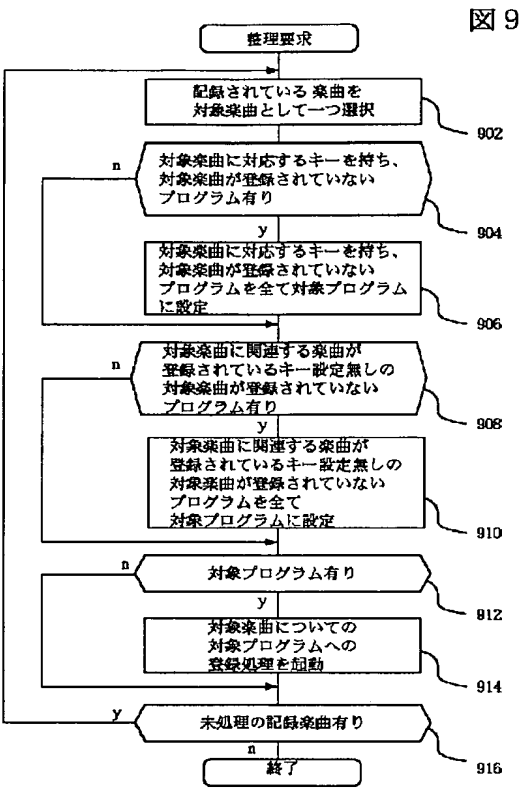 図 9
整理要求
記録されている 楽曲を
対象楽曲として一つ選択
902
n
対象楽曲に対応するキーを持ち、
対象楽曲が登録されていない
プログラム有り
904
y
対象楽曲に対応するキーを持ち、
対象楽曲が登録されていない
プログラムを全て対象プログラム
に設定
906
n
対象楽曲に関連する楽曲が
登録されているキー設定無しの
対象楽曲が登録されていない
プログラム有り
908
y
対象楽曲に関連する楽曲が
登録されているキー設定無しの
対象楽曲が登録されていない
プログラムを全て
対象プログラムに設定
910
n
対象プログラム有り
912
y
対象楽曲についての
対象プログラムへの
登録処理を起動
914
y
未処理の記録楽曲有り
916
n
終了